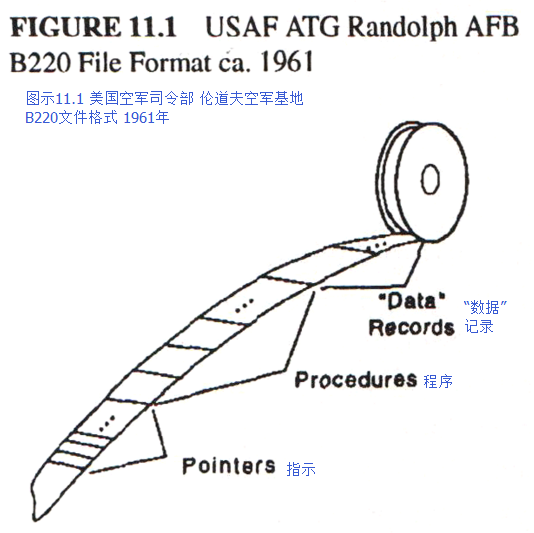 FIGURE 11.1 USAF ATG Randolph AFB
B220 File Format ca. 1961
图示11.1 美国空军司令部 伦道夫空军基地
B220文件格式 1961年
"Data"
Records
“数据”
记录
Procedures 程序
Pointers 指示